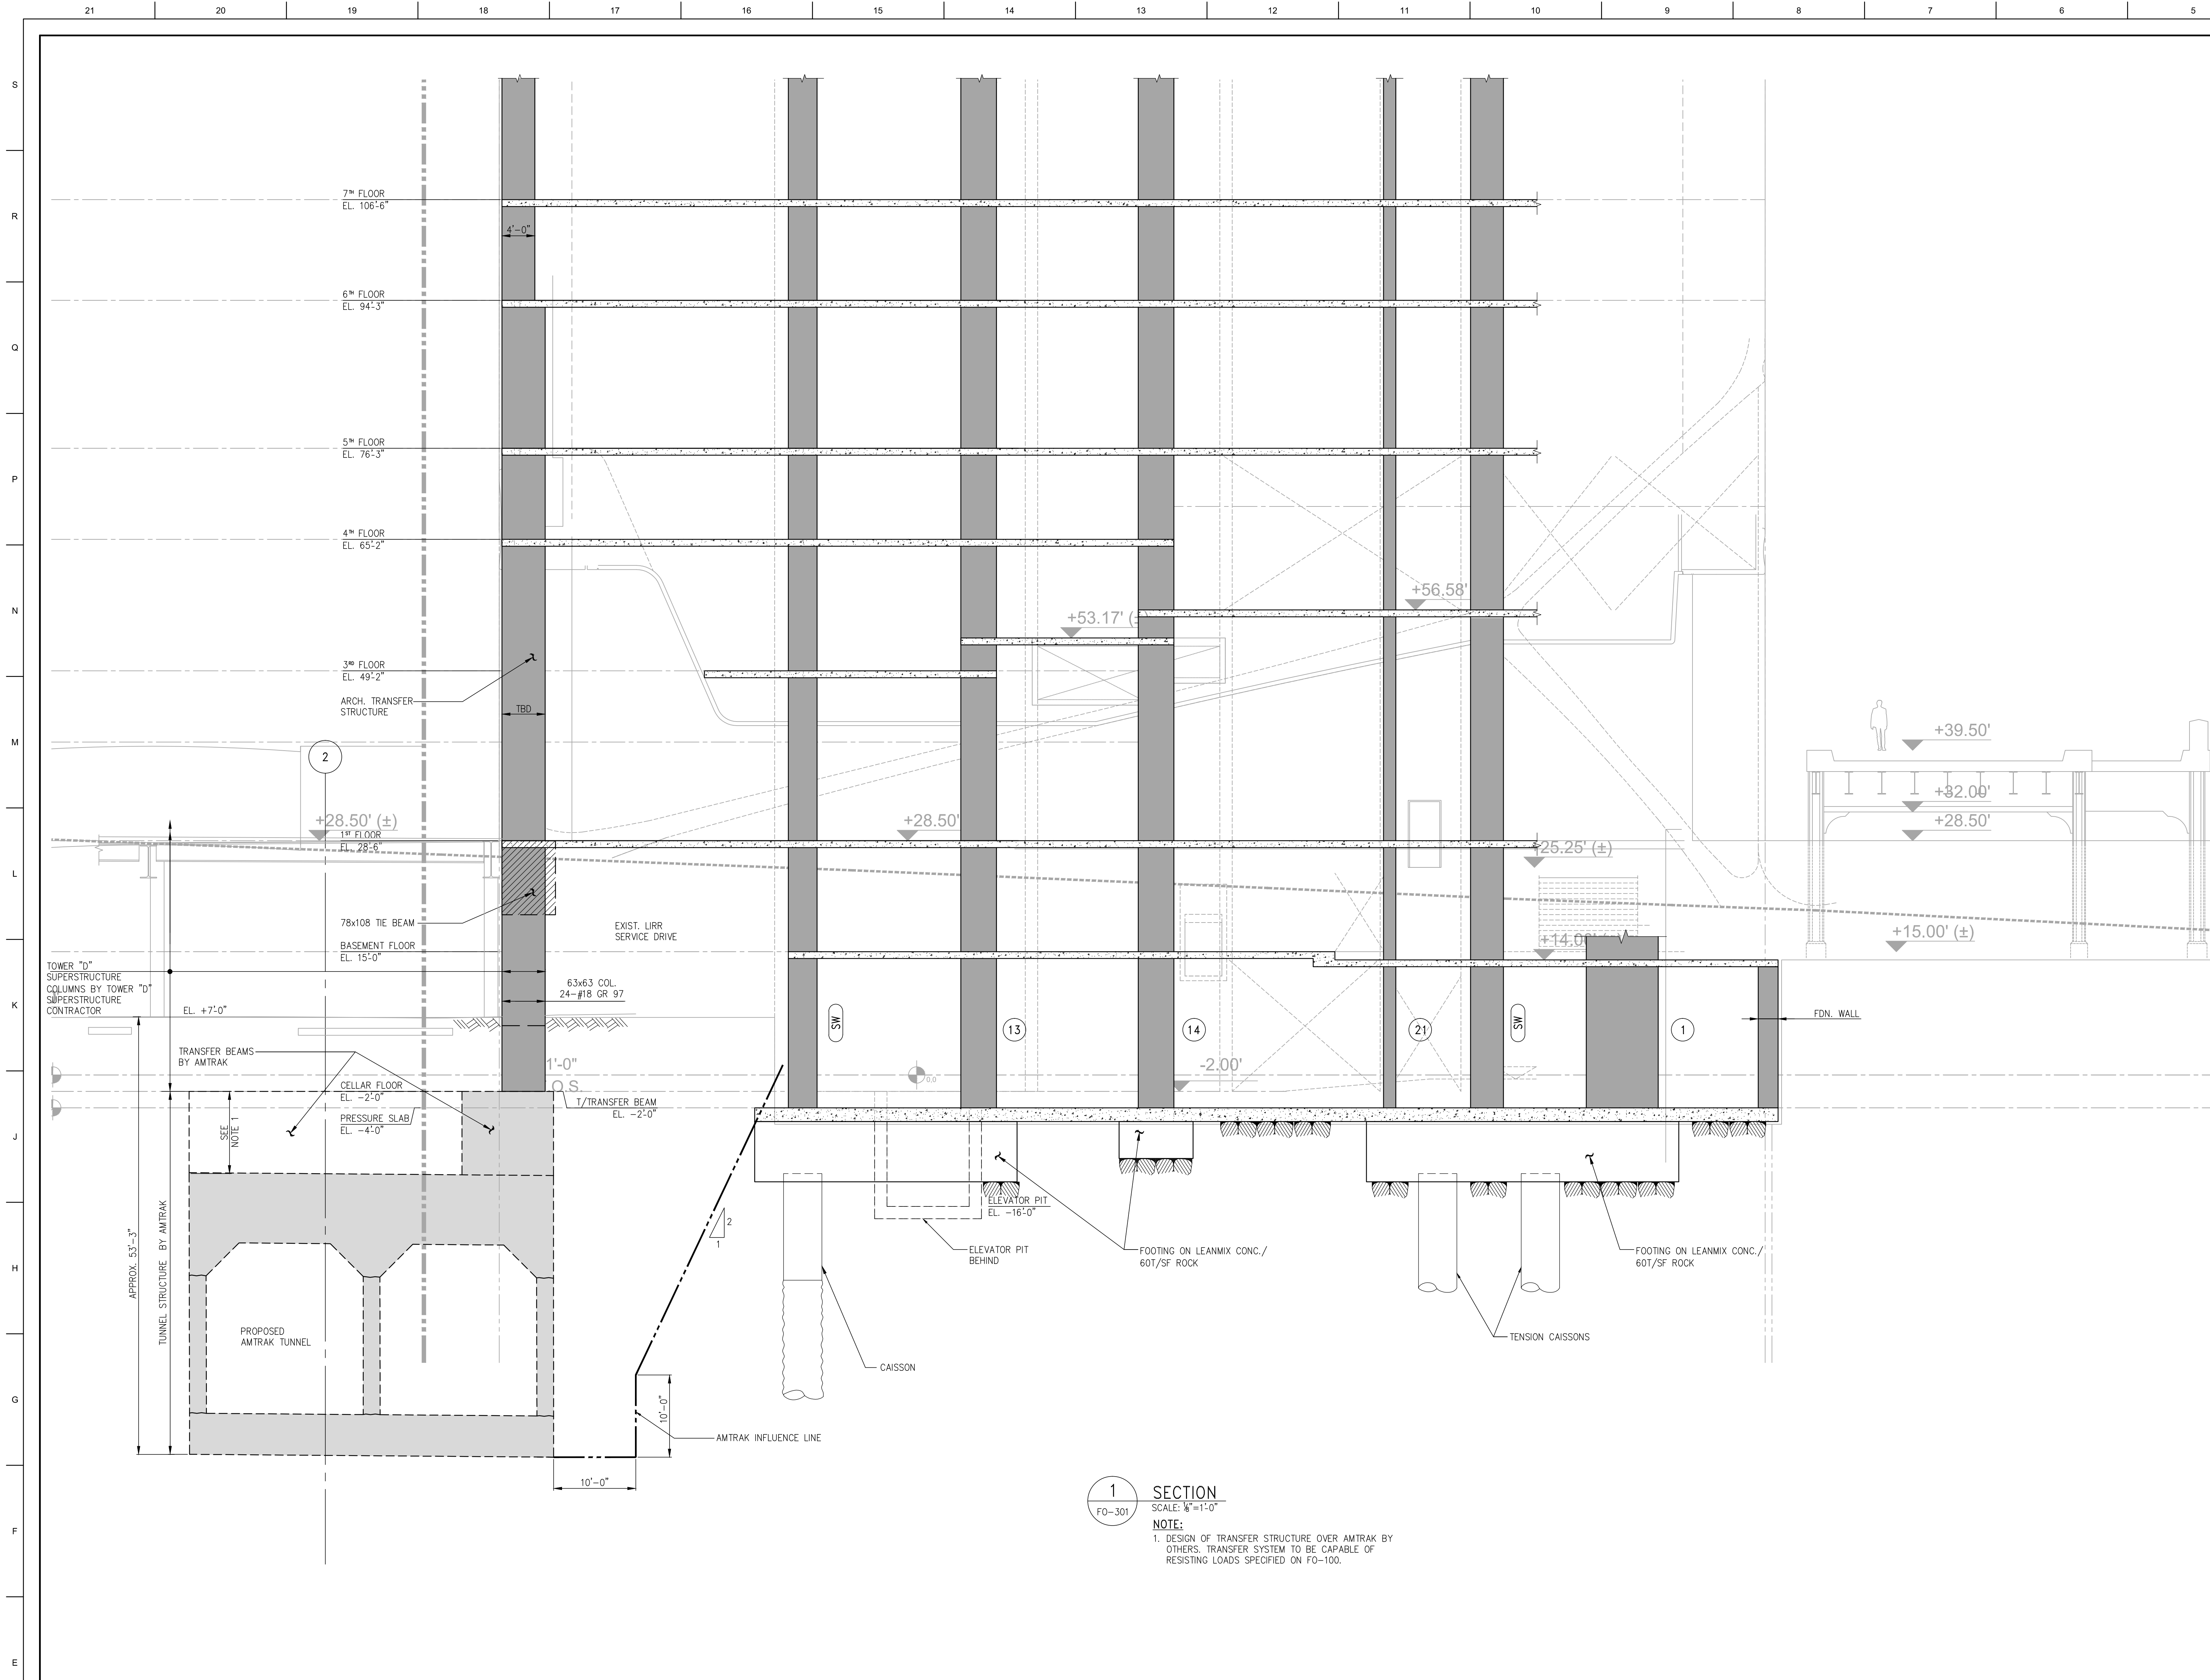 21 20 19 18 17 16 15 14 13 12 11 10 9 8 7 6 5
S
R
Q
P
N
M
L
K
J
H
G
F
E
7TH FLOOR
EL. 106'-6"
4'-0"
6TH FLOOR
EL. 94'-3"
5TH FLOOR
EL. 76'-3"
4TH FLOOR
EL. 65'-2"
+56.58'
+53.17' (±)
3RD FLOOR
EL. 49'-2"
ARCH. TRANSFER
STRUCTURE
TBD
2
+39.50'
+32.00'
+28.50'
+28.50' (±)
+28.50'
1ST FLOOR
EL. 28'-6"
+25.25' (±)
78x108 TIE BEAM
EXIST. LIRR
SERVICE DRIVE
+15.00' (±)
+14.00'
BASEMENT FLOOR
EL. 15'-0"
TOWER "D"
SUPERSTRUCTURE
COLUMNS BY TOWER "D"
SUPERSTRUCTURE
CONTRACTOR
63x63 COL.
24-#18 GR 97
EL. +7'-0"
SW
13
14
21
SW
1
FDN. WALL
TRANSFER BEAMS
BY AMTRAK
1'-0"
O.S.
0,0
-2.00'
CELLAR FLOOR
EL. -2'-0"
PRESSURE SLAB
EL. -4'-0"
T/TRANSFER BEAM
EL. -2'-0"
SEE
NOTE 1
ELEVATOR PIT
EL. -16'-0"
2
1
ELEVATOR PIT
BEHIND
FOOTING ON LEANMIX CONC./
60T/SF ROCK
FOOTING ON LEANMIX CONC./
60T/SF ROCK
APPROX. 53'-3"
TUNNEL STRUCTURE BY AMTRAK
PROPOSED
AMTRAK TUNNEL
TENSION CAISSONS
CAISSON
10'-0"
AMTRAK INFLUENCE LINE
10'-0"
1
FO-301
SECTION
SCALE: 1/8"=1'-0"
NOTE:
1. DESIGN OF TRANSFER STRUCTURE OVER AMTRAK BY
OTHERS. TRANSFER SYSTEM TO BE CAPABLE OF
RESISTING LOADS SPECIFIED ON FO-100.